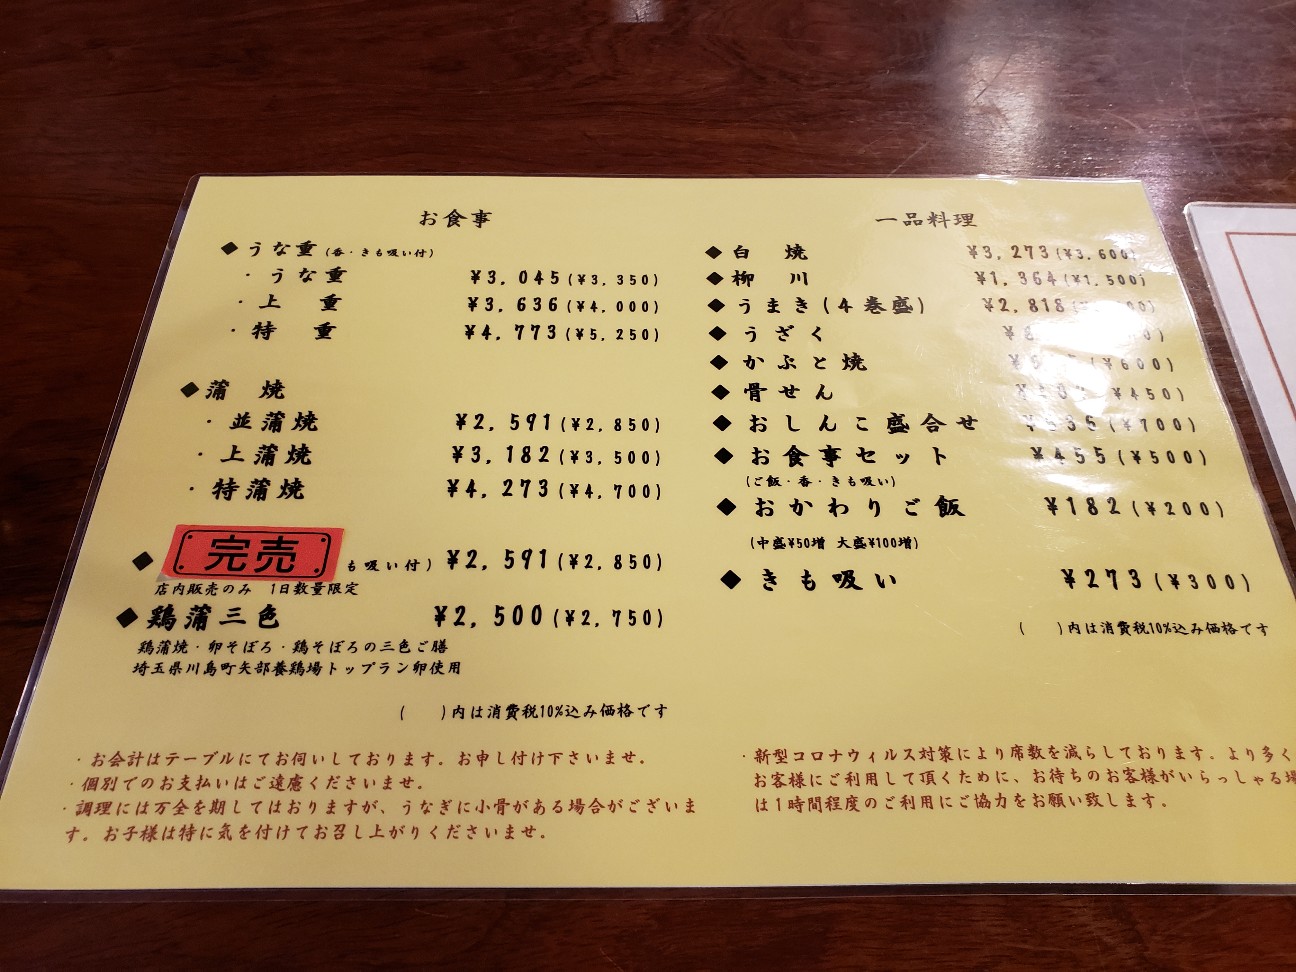 お食事
◆うな重(香・きも吸い付)
・うな重 ¥3,045(¥3,350)
・上 重 ¥3,636(¥4,000)
・特 重 ¥4,773(¥5,250)
◆蒲 焼
・並蒲焼 ¥2,591(¥2,850)
・上蒲焼 ¥3,182(¥3,500)
・特蒲焼 ¥4,273(¥4,700)
◆ 完売 も吸い付) ¥2,591(¥2,850)
店内販売のみ 1日数量限定
◆鶏蒲三色 ¥2,500(¥2,750)
鶏蒲焼・卵そぼろ・鶏そぼろの三色ご膳
埼玉県川島町矢部養鶏場トップラン卵使用
( )内は消費税10%込み価格です
・お会計はテーブルにてお伺いしております。お申し付け下さいませ。
・個別でのお支払いはご遠慮くださいませ。
・調理には万全を期してはおりますが、うなぎに小骨がある場合がございま
す。お子様は特に気を付けてお召し上がりくださいませ。
一品料理
◆白 焼 ¥3,273(¥3,600)
◆柳 川 ¥1,364(¥1,500)
◆うまき(4巻盛) ¥2,818
◆うざく
◆かぶと焼 (¥600)
◆骨せん ¥450)
◆おしんこ盛合せ (¥700)
◆お食事セット ¥455(¥500)
(ご飯・香・きも吸い)
◆おかわりご飯 ¥182(¥200)
(中盛¥50増 大盛¥100増)
◆きも吸い ¥273(¥300)
( )内は消費税10%込み価格です
・新型コロナウィルス対策により席数を減らしております。より多く
お客様にご利用して頂くために、お待ちのお客様がいらっしゃる場
は1時間程度のご利用にご協力をお願い致します。